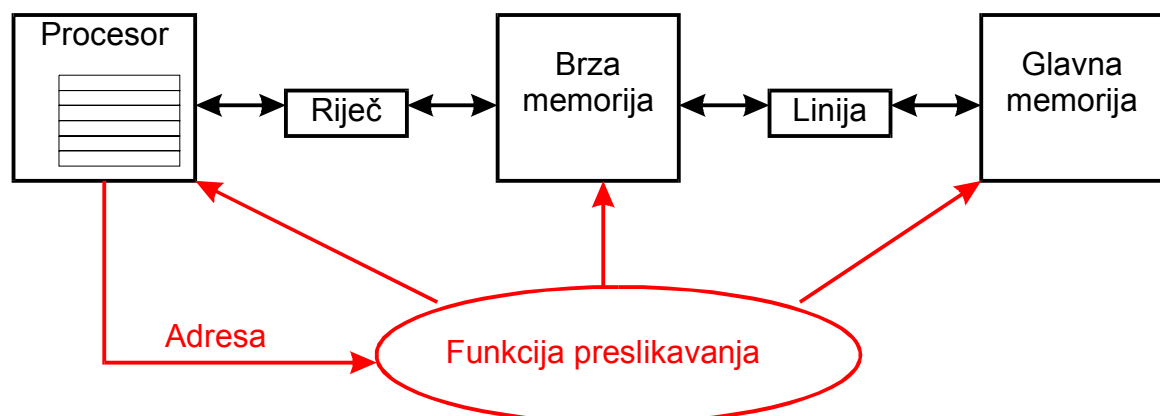 Procesor
Riječ
Brza
memorija
Linija
Glavna
memorija
Adresa
Funkcija preslikavanja